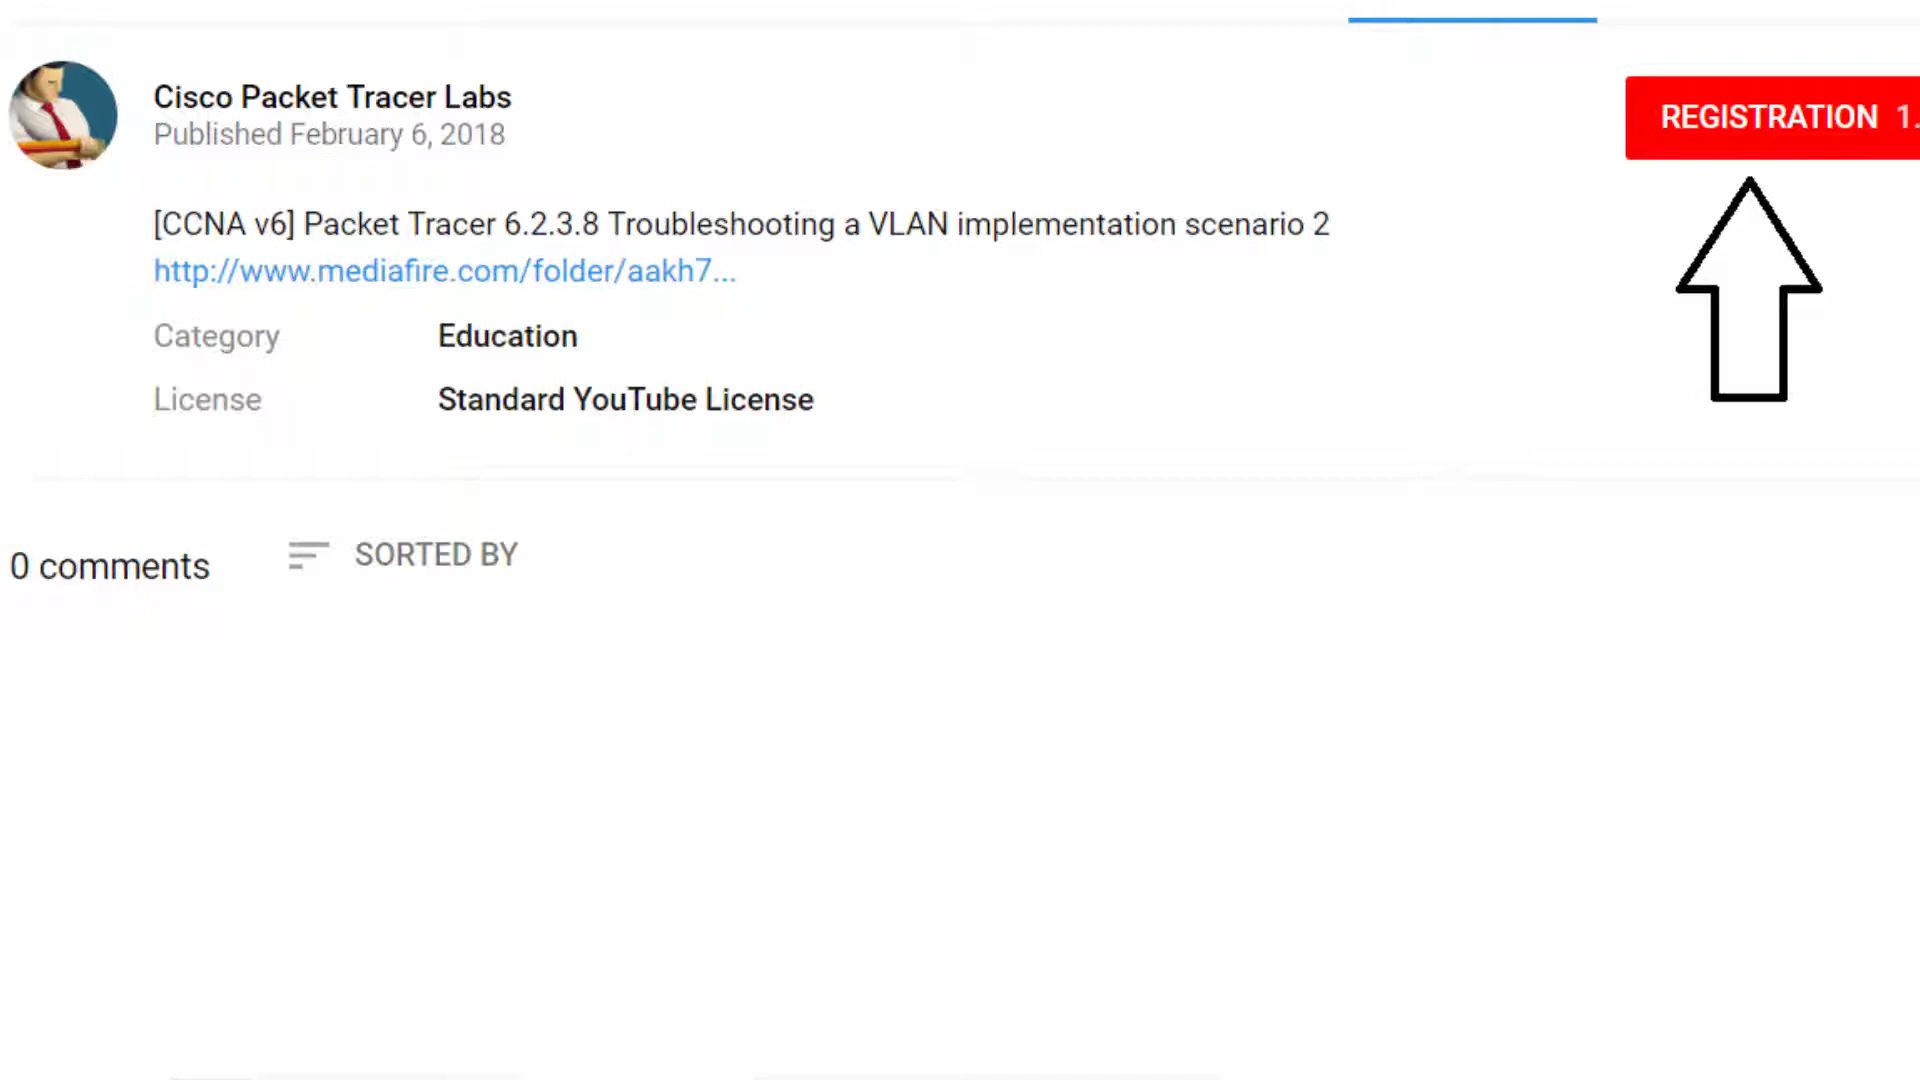 Cisco Packet Tracer Labs
Published February 6, 2018
REGISTRATION 1.
[CCNA v6] Packet Tracer 6.2.3.8 Troubleshooting a VLAN implementation scenario 2
http://www.mediafire.com/folder/aakh7...
Category Education
License Standard YouTube License
0 comments SORTED BY